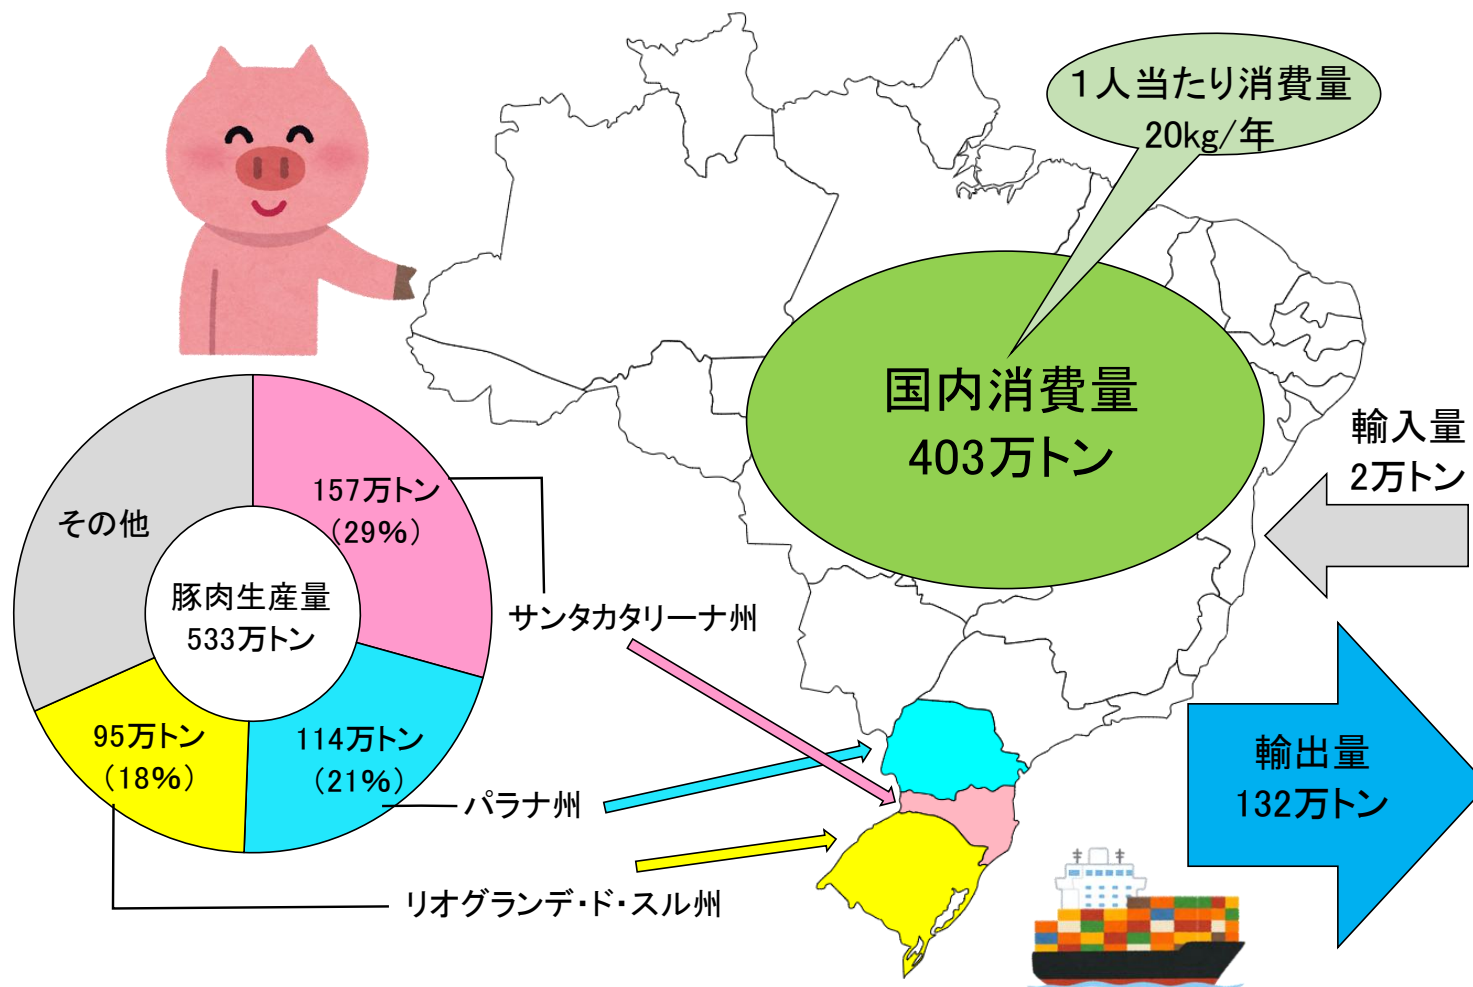 １人当たり消費量
20kg/年
国内消費量
403万トン
輸入量
2万トン
157万トン
(29%)
その他
豚肉生産量
533万トン
サンタカタリーナ州
95万トン
(18%)
114万トン
(21%)
パラナ州
リオグランデ・ド・スル州
輸出量
132万トン